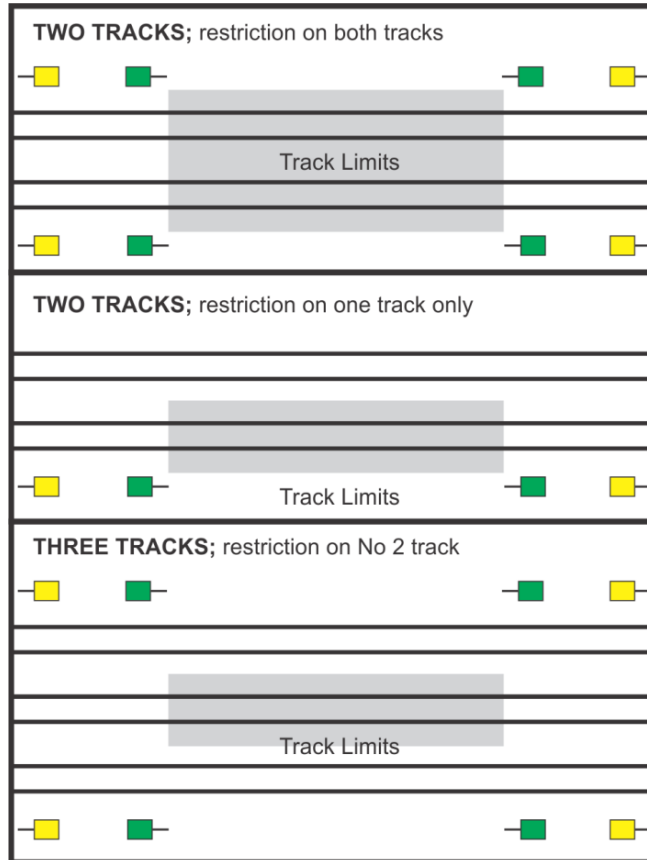 TWO TRACKS; restriction on both tracks
Track Limits
TWO TRACKS; restriction on one track only
Track Limits
THREE TRACKS; restriction on No 2 track
Track Limits